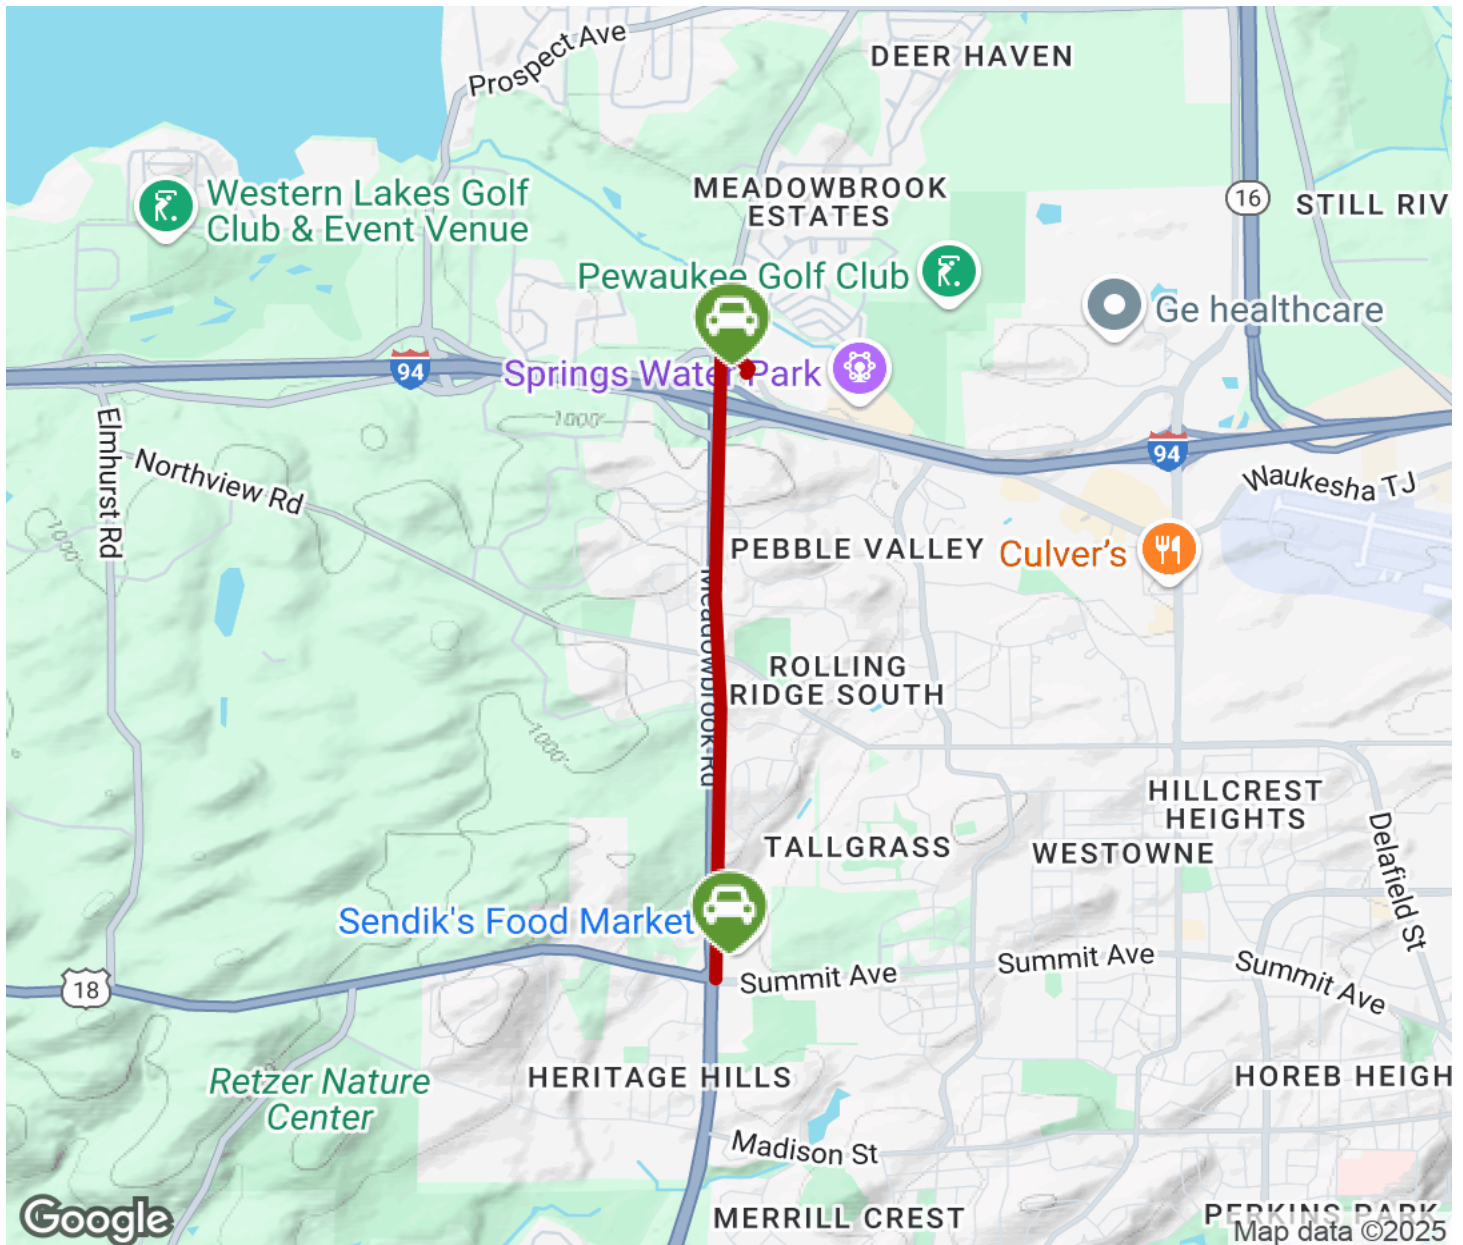 Prospect Ave
DEER HAVEN
Western Lakes Golf
Club & Event Venue
MEADOWBROOK
ESTATES
16
STILL RIV
Pewaukee Golf Club
Ge healthcare
94
Springs Water Park
1000'
Elmhurst Rd
Northview Rd
94
Waukesha TJ
1000'
PEBBLE VALLEY
Culver's
Meadowbrook Rd
ROLLING
RIDGE SOUTH
1000'
HILLCREST
HEIGHTS
TALLGRASS
WESTOWNE
Delafield St
Sendik's Food Market
18
Summit Ave
Summit Ave
Summit Ave
Retzer Nature
Center
HERITAGE HILLS
HOREB HEIGH
Madison St
MERRILL CREST
PERKINS PARK
Google
Map data ©2025